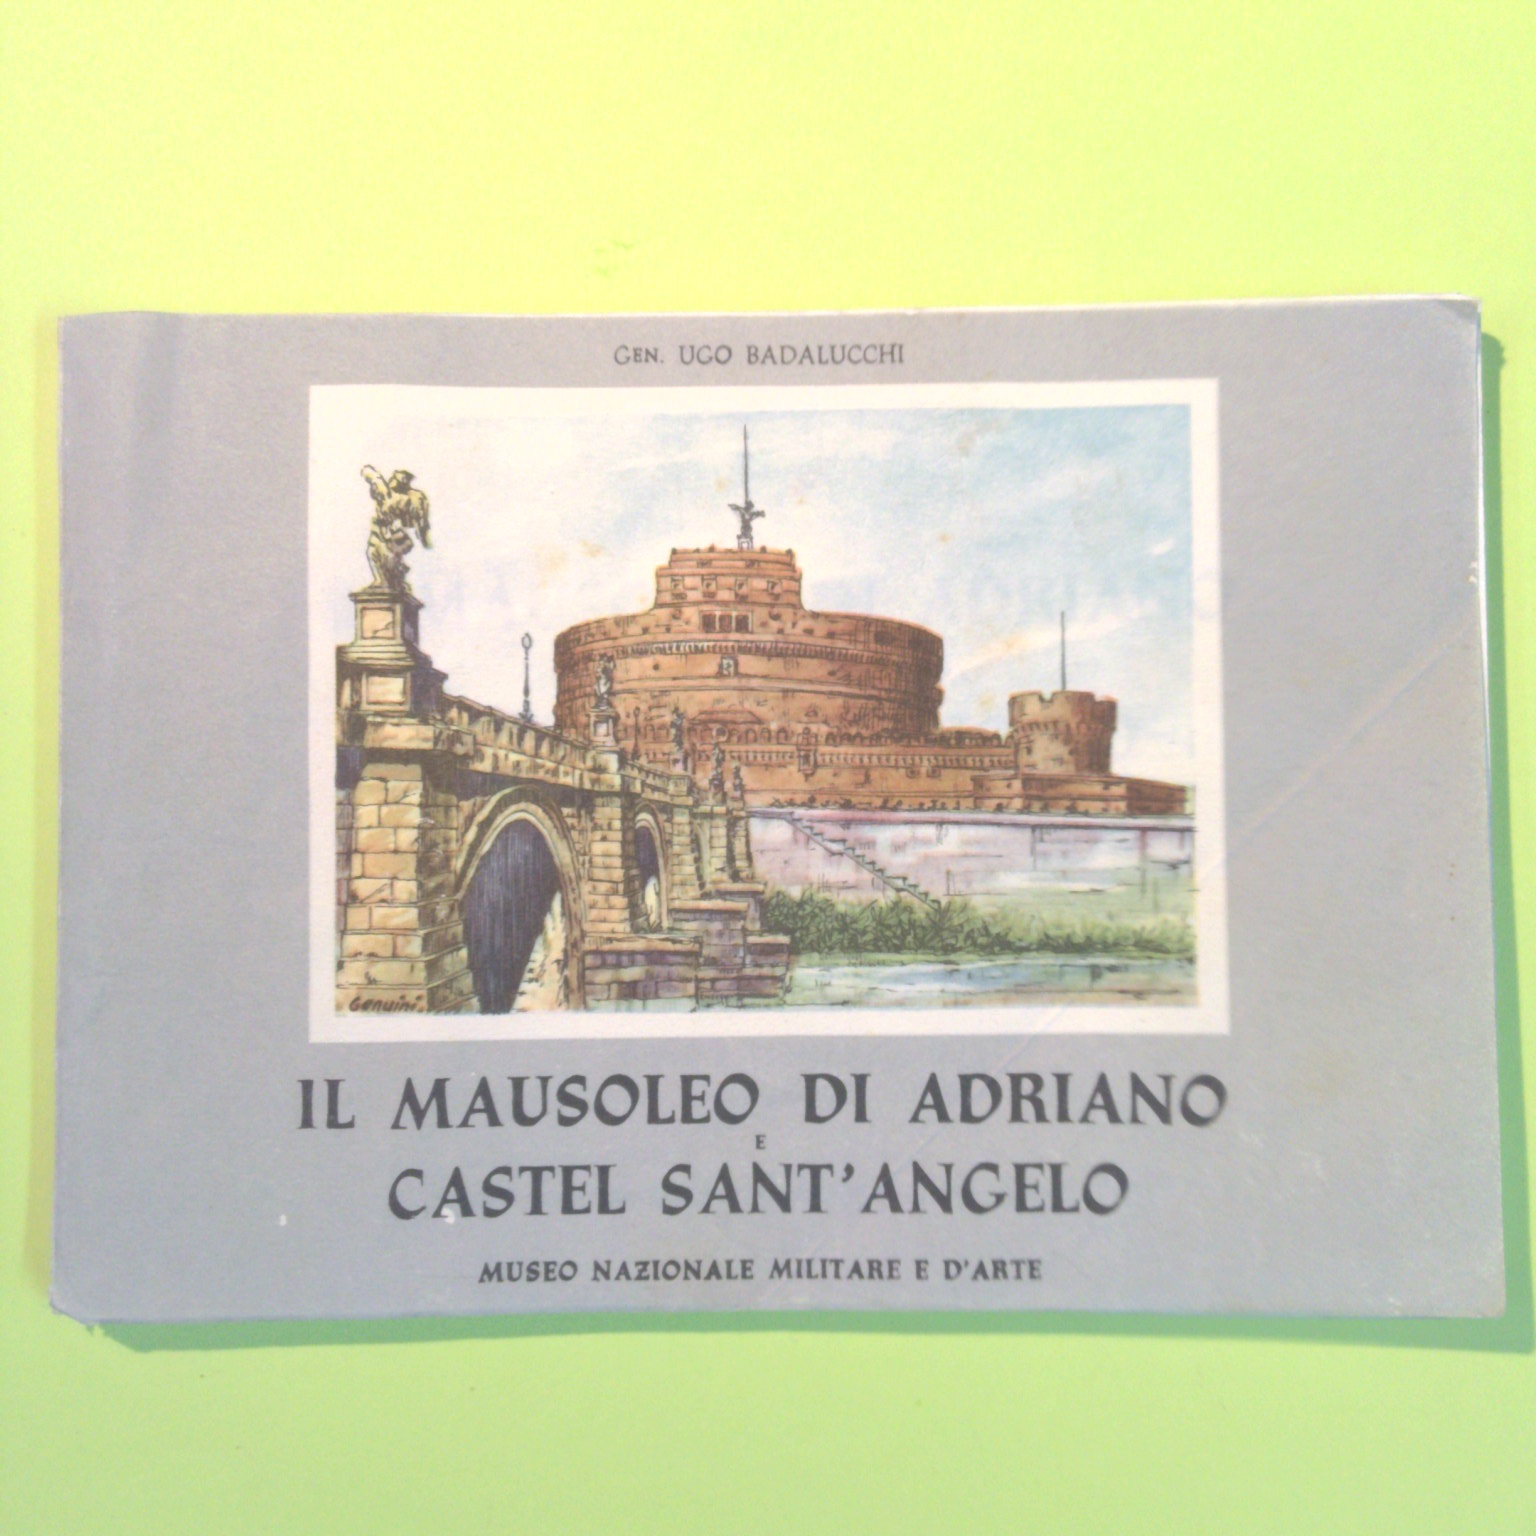 GEN. UGO BADALUCCHI
Genuini
IL MAUSOLEO DI ADRIANO
E
CASTEL SANT'ANGELO
MUSEO NAZIONALE MILITARE E D'ARTE